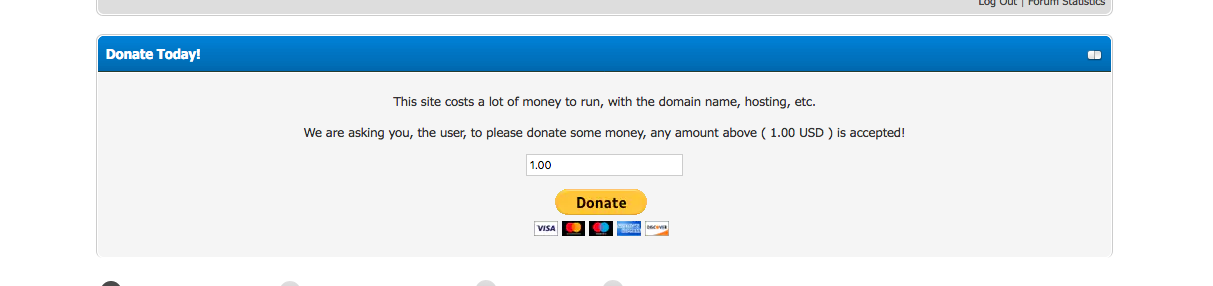 Log Out | Forum Statistics
Donate Today!
This site costs a lot of money to run, with the domain name, hosting, etc.
We are asking you, the user, to please donate some money, any amount above ( 1.00 USD ) is accepted!
1.00
Donate
VISA
DISCOVER